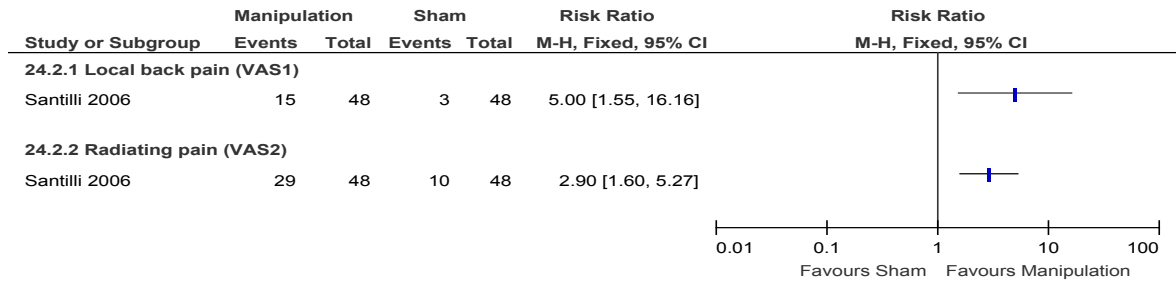 Manipulation Sham Risk Ratio Risk Ratio
Study or Subgroup Events Total Events Total M-H, Fixed, 95% CI M-H, Fixed, 95% CI
24.2.1 Local back pain (VAS1)
Santilli 2006 15 48 3 48 5.00 [1.55, 16.16]
24.2.2 Radiating pain (VAS2)
Santilli 2006 29 48 10 48 2.90 [1.60, 5.27]
0.01 0.1 1 10 100
Favours Sham Favours Manipulation